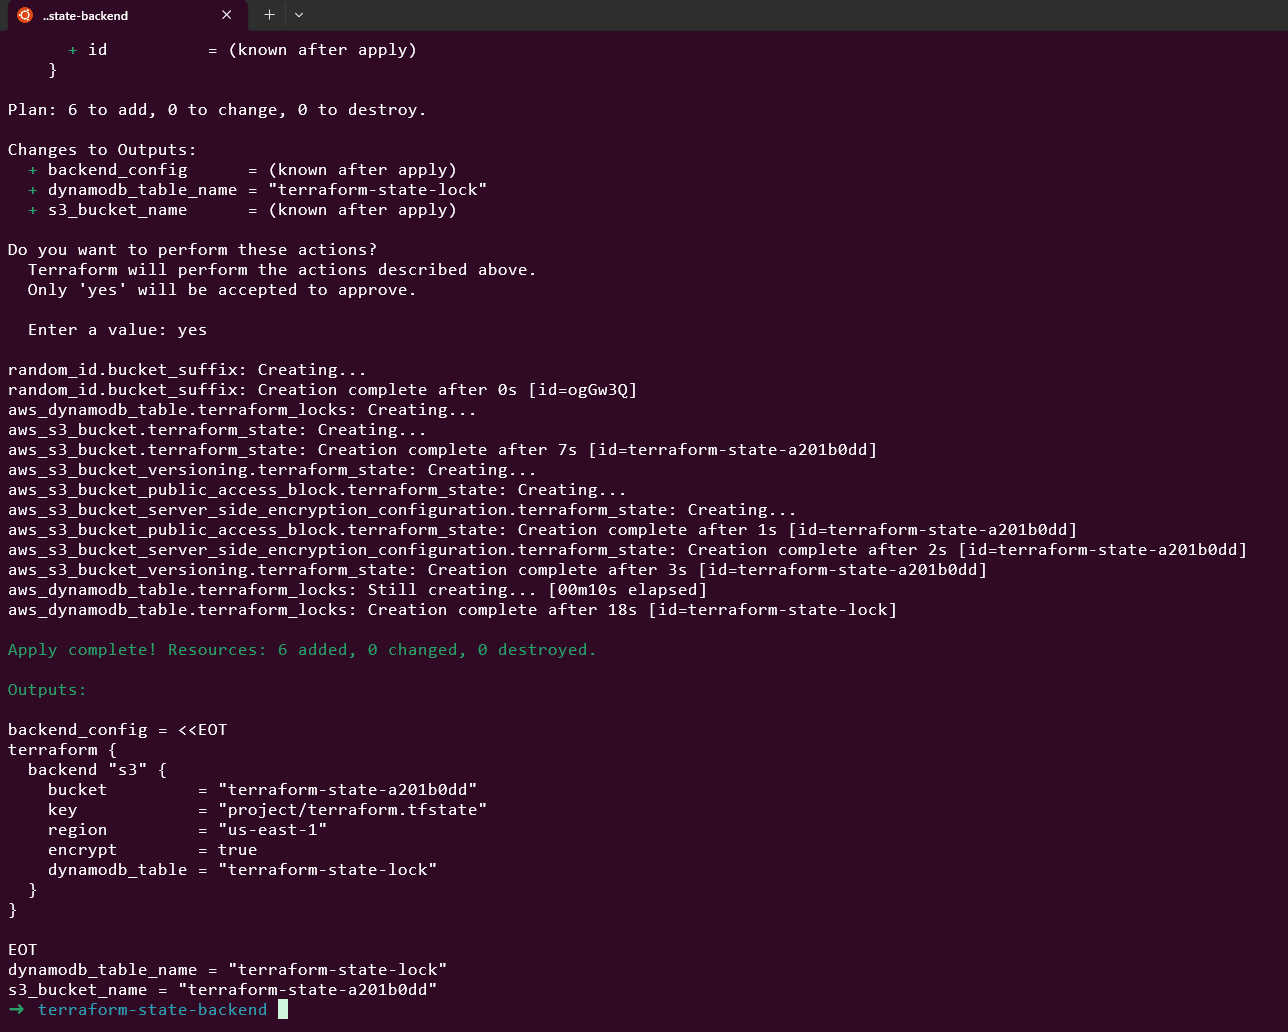 ..state-backend
+ id          = (known after apply)
}
Plan: 6 to add, 0 to change, 0 to destroy.
Changes to Outputs:
+ backend_config      = (known after apply)
+ dynamodb_table_name = "terraform-state-lock"
+ s3_bucket_name      = (known after apply)
Do you want to perform these actions?
Terraform will perform the actions described above.
Only 'yes' will be accepted to approve.
Enter a value: yes
random_id.bucket_suffix: Creating...
random_id.bucket_suffix: Creation complete after 0s [id=ogGw3Q]
aws_dynamodb_table.terraform_locks: Creating...
aws_s3_bucket.terraform_state: Creating...
aws_s3_bucket.terraform_state: Creation complete after 7s [id=terraform-state-a201b0dd]
aws_s3_bucket_versioning.terraform_state: Creating...
aws_s3_bucket_public_access_block.terraform_state: Creating...
aws_s3_bucket_server_side_encryption_configuration.terraform_state: Creating...
aws_s3_bucket_public_access_block.terraform_state: Creation complete after 1s [id=terraform-state-a201b0dd]
aws_s3_bucket_server_side_encryption_configuration.terraform_state: Creation complete after 2s [id=terraform-state-a201b0dd]
aws_s3_bucket_versioning.terraform_state: Creation complete after 3s [id=terraform-state-a201b0dd]
aws_dynamodb_table.terraform_locks: Still creating... [00m10s elapsed]
aws_dynamodb_table.terraform_locks: Creation complete after 18s [id=terraform-state-lock]
Apply complete! Resources: 6 added, 0 changed, 0 destroyed.
Outputs:
backend_config = <<EOT
terraform {
backend "s3" {
bucket         = "terraform-state-a201b0dd"
key            = "project/terraform.tfstate"
region         = "us-east-1"
encrypt        = true
dynamodb_table = "terraform-state-lock"
}
}
EOT
dynamodb_table_name = "terraform-state-lock"
s3_bucket_name = "terraform-state-a201b0dd"
➜ terraform-state-backend